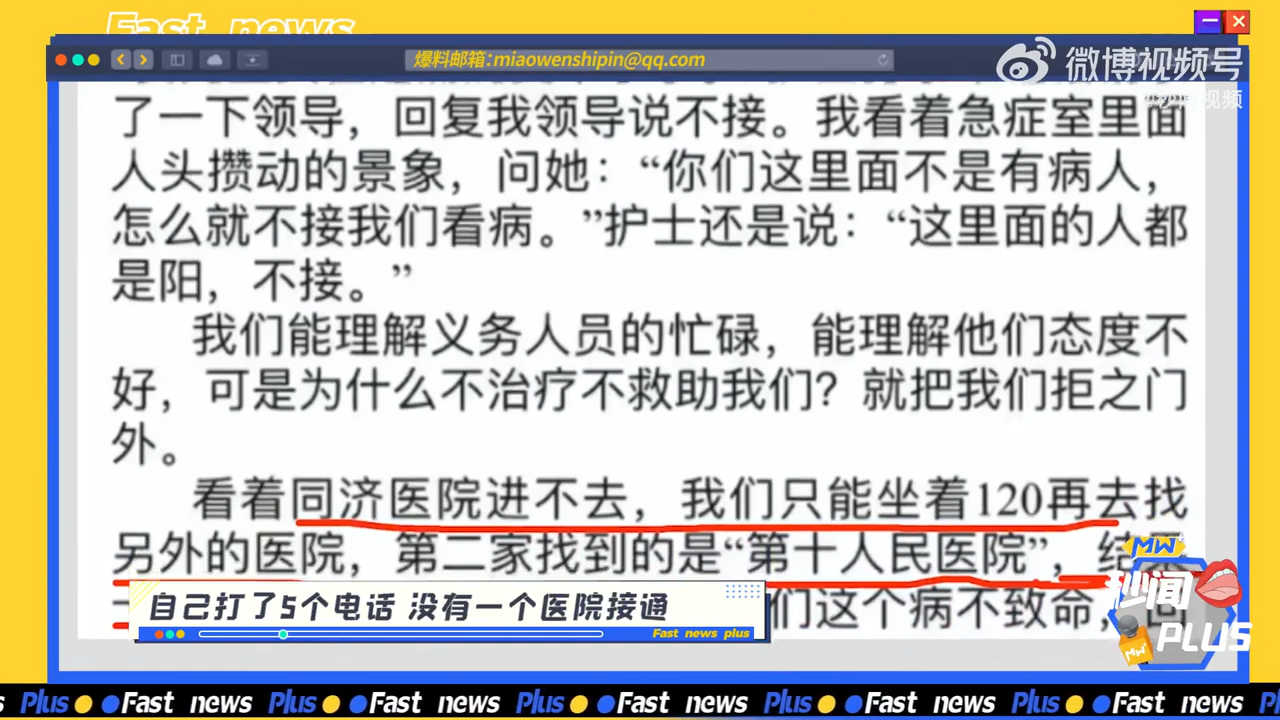 Fast news
爆料邮箱:miaowenshipin@qq.com
微博视频号
秒闻视频
了一下领导，回复我领导说不接。我看着急症室里面
人头攒动的景象，问她：“你们这里面不是有病人，
怎么就不接我们看病。”护士还是说：“这里面的人都
是阳，不接。”
我们能理解义务人员的忙碌，能理解他们态度不
好，可是为什么不治疗不救助我们？就把我们拒之门
外。
看着同济医院进不去，我们只能坐着120再去找
另外的医院，第二家找到的是“第十人民医院”，结
们这个病不致命，回
MW
秒闻
PLUS
MW
自己打了5个电话 没有一个医院接通
Fast news plus
s Plus Fast news Plus Fast news Plus Fast news Plus Fast news Plus Fast news Pl